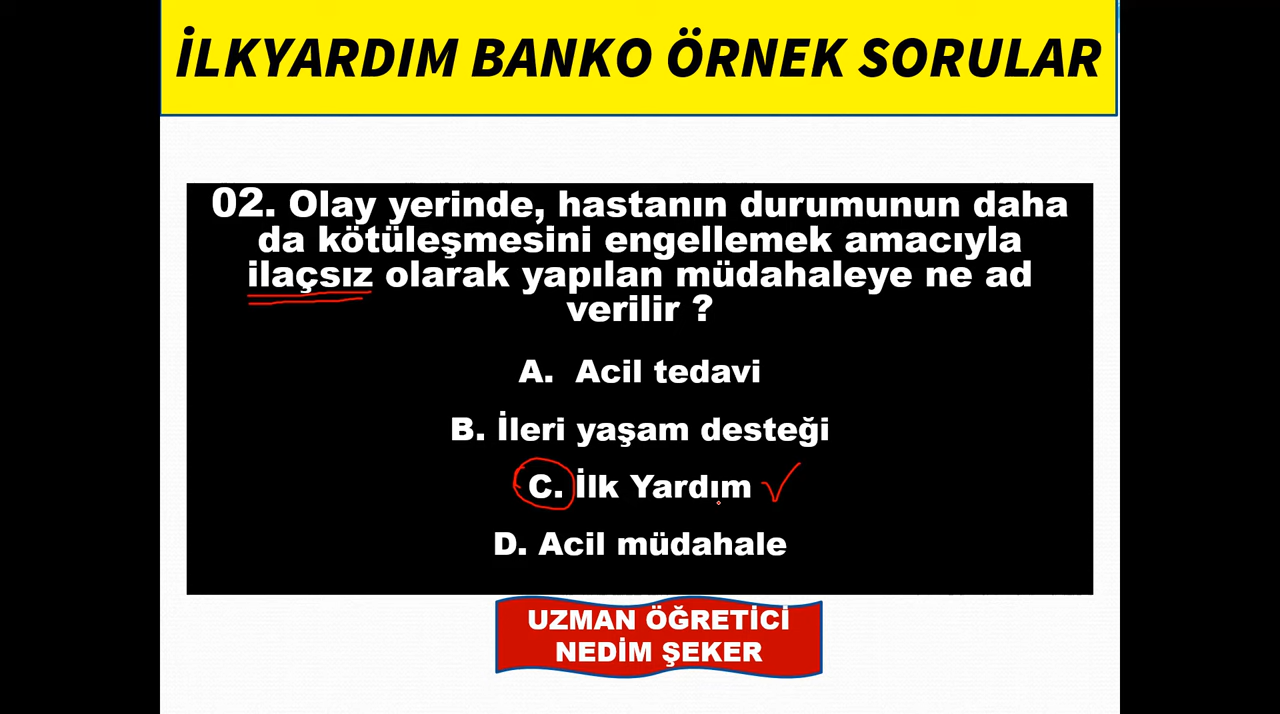 İLKYARDIM BANKO ÖRNEK SORULAR
02. Olay yerinde, hastanın durumunun daha
da kötüleşmesini engellemek amacıyla
ilaçsız olarak yapılan müdahaleye ne ad
verilir ?
A. Acil tedavi
B. İleri yaşam desteği
C. İlk Yardım
D. Acil müdahale
UZMAN ÖĞRETİCİ
NEDİM ŞEKER